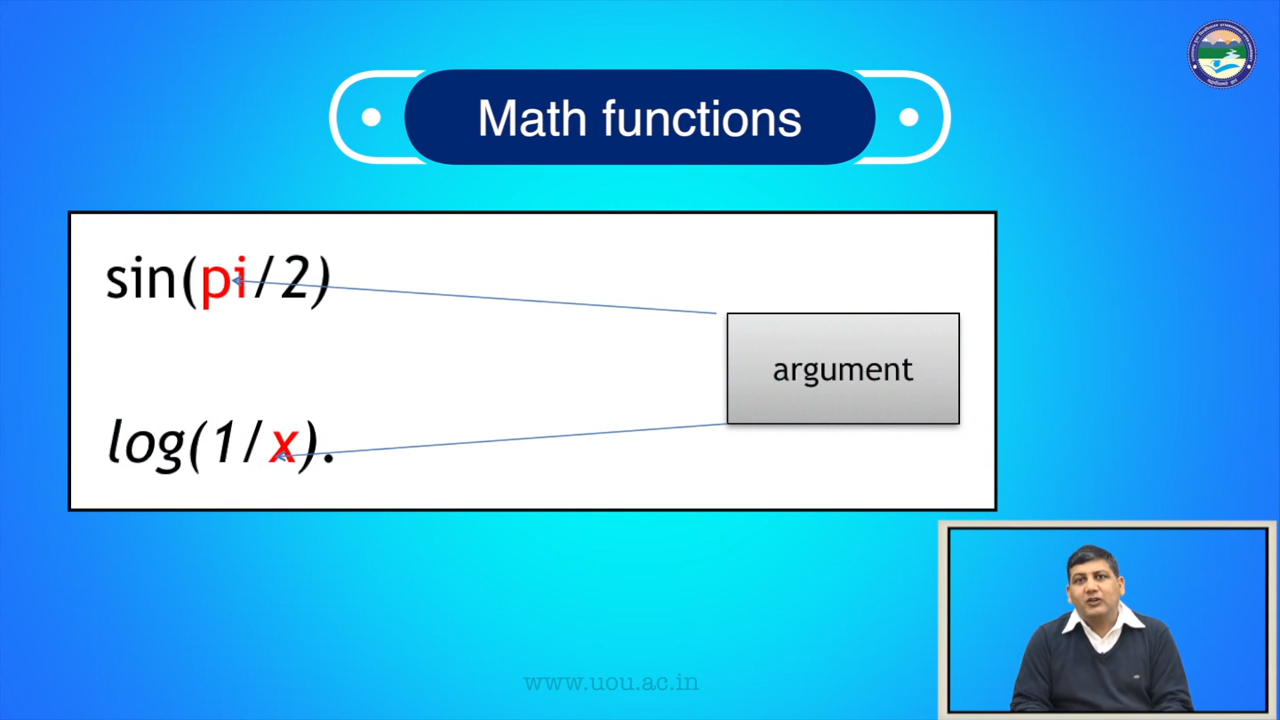 Math functions
sin(pi/2)
argument
log(1/x).
www.uou.ac.in